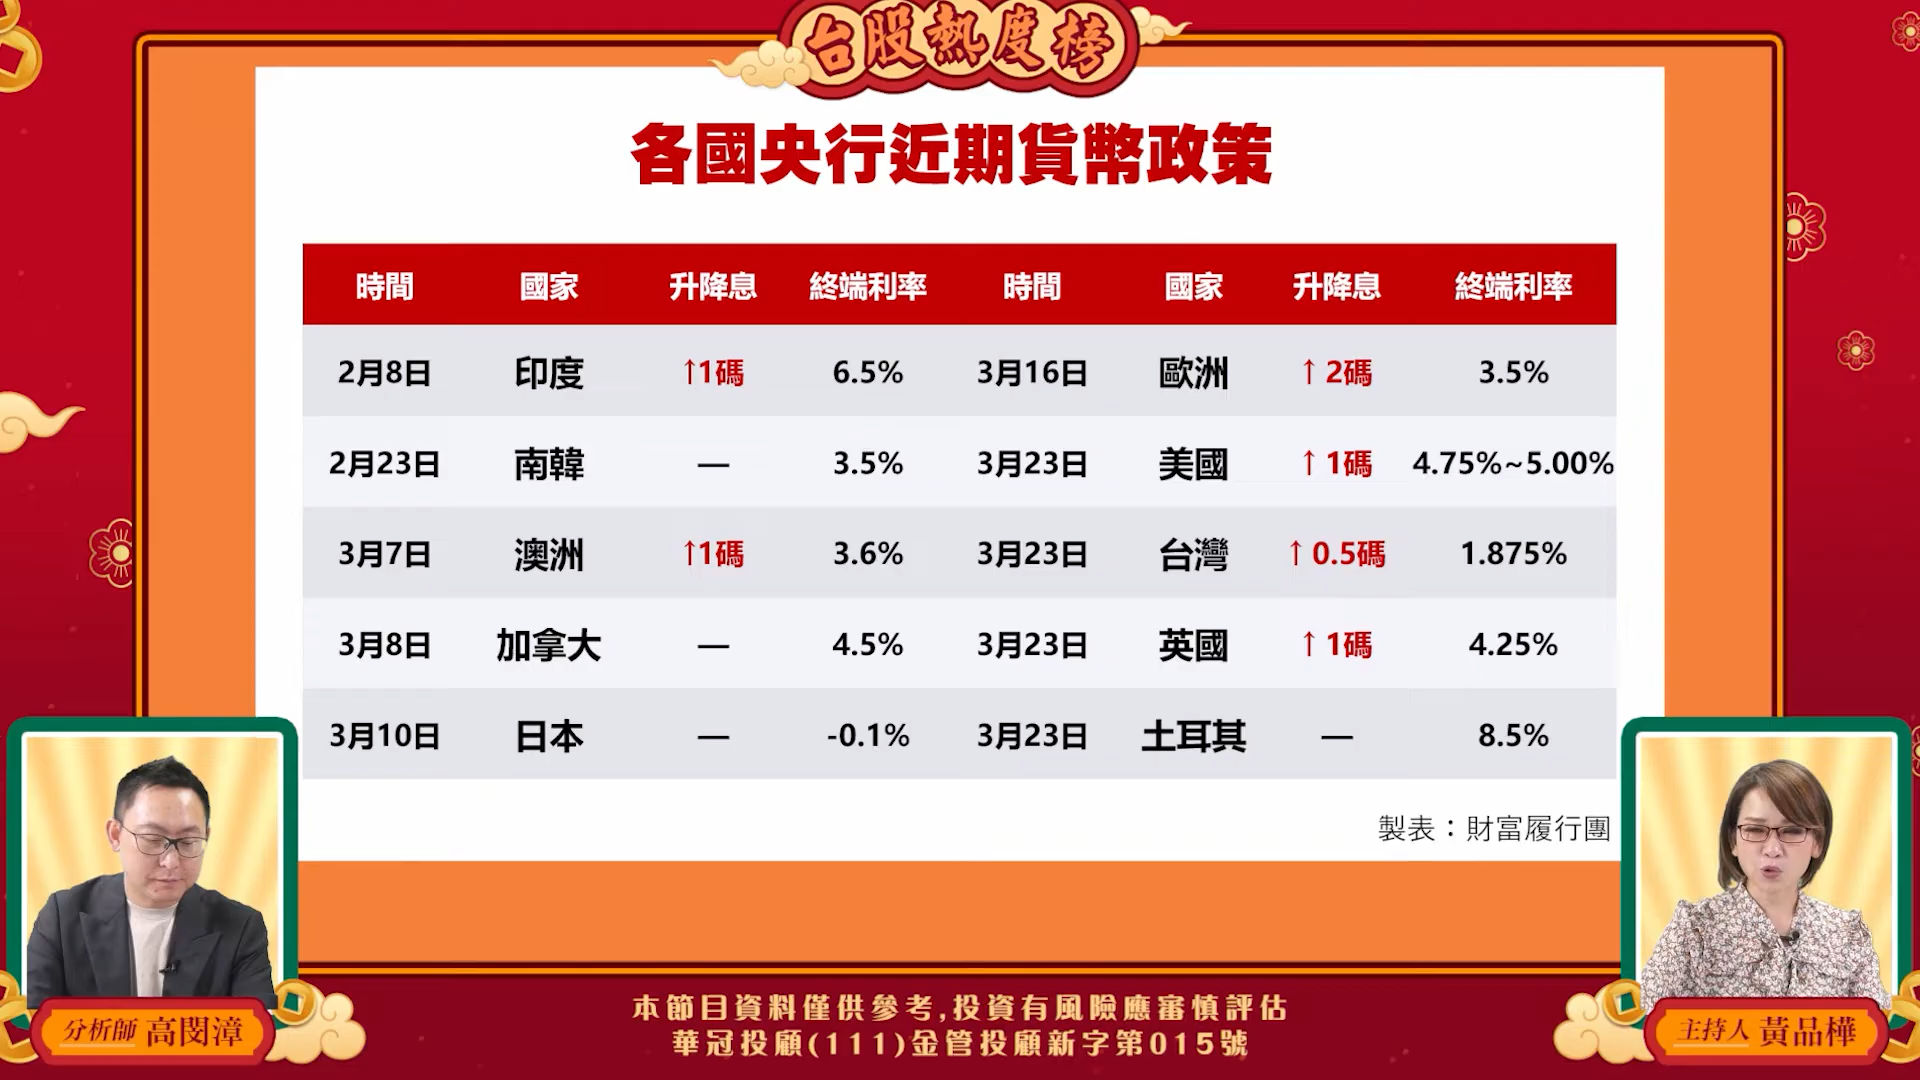 台股熱度榜
各國央行近期貨幣政策
時間 國家 升降息 終端利率 時間 國家 升降息 終端利率
2月8日 印度 ↑1碼 6.5% 3月16日 歐洲 ↑ 2碼 3.5%
2月23日 南韓 — 3.5% 3月23日 美國 ↑ 1碼 4.75%~5.00%
3月7日 澳洲 ↑1碼 3.6% 3月23日 台灣 ↑ 0.5碼 1.875%
3月8日 加拿大 — 4.5% 3月23日 英國 ↑ 1碼 4.25%
3月10日 日本 — -0.1% 3月23日 土耳其 — 8.5%
製表：財富履行團
分析師 高閔漳
本節目資料僅供參考,投資有風險應審慎評估
華冠投顧(111)金管投顧新字第015號
主持人 黃品樺